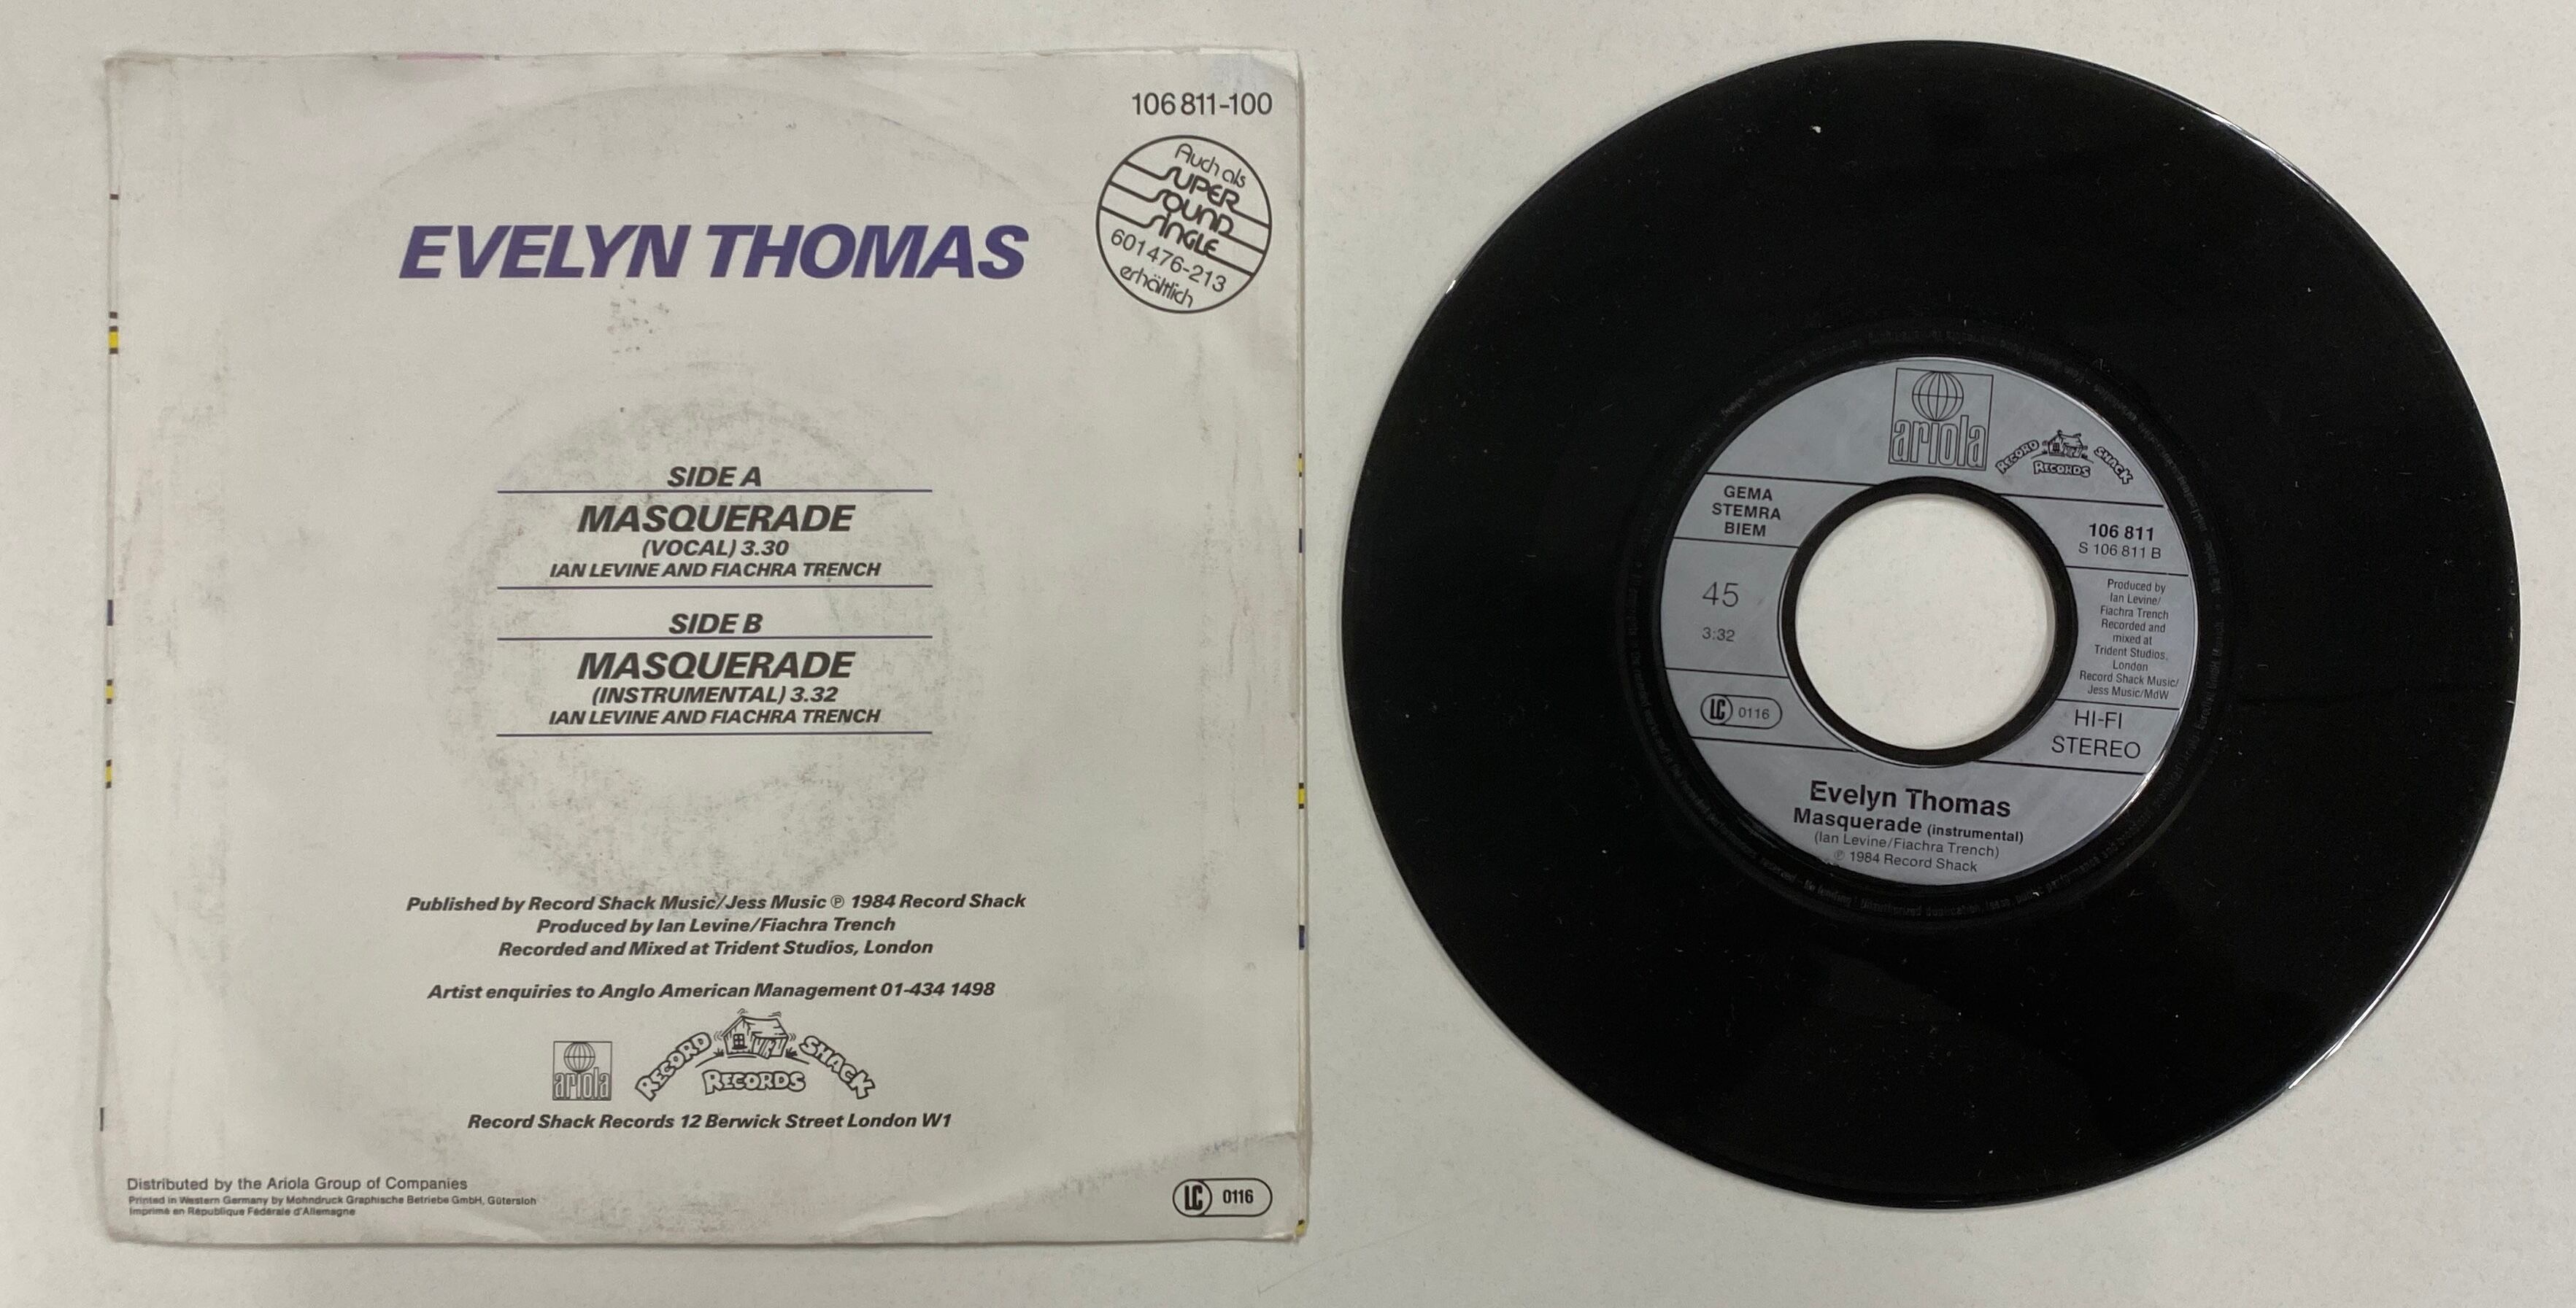 106 811-100
Auch als
SUPER
SOUND
SINGLE
601 476-213
erhältlich
EVELYN THOMAS
SIDE A
MASQUERADE
(VOCAL) 3.30
IAN LEVINE AND FIACHRA TRENCH
SIDE B
MASQUERADE
(INSTRUMENTAL) 3.32
IAN LEVINE AND FIACHRA TRENCH
Published by Record Shack Music/Jess Music ℗ 1984 Record Shack
Produced by Ian Levine/Fiachra Trench
Recorded and Mixed at Trident Studios, London
Artist enquiries to Anglo American Management 01-434 1498
ariola
RECORD SHACK
RECORDS
Record Shack Records 12 Berwick Street London W1
Distributed by the Ariola Group of Companies
Printed in Western Germany by Mohndruck Graphische Betriebe GmbH, Gütersloh
Imprimé en République Fédérale d'Allemagne
LC 0116
ariola
RECORD SHACK
RECORDS
GEMA
STEMRA
BIEM
45
3:32
LC 0116
106 811
S 106 811 B
Produced by
Ian Levine/
Fiachra Trench
Recorded and
mixed at
Trident Studios,
London
Record Shack Music/
Jess Music/MdW
HI-FI
STEREO
Evelyn Thomas
Masquerade (instrumental)
(Ian Levine/Fiachra Trench)
℗ 1984 Record Shack